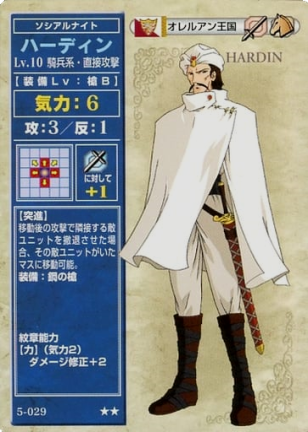 ソシアルナイト
ハーディン
Lv.10 騎兵系・直接攻撃
【装備Lv：槍B】
気力：6
攻：3／反：1
に対して
+1
【突進】
移動後の攻撃で隣接する敵
ユニットを撤退させた場
合、その敵ユニットがいた
マスに移動可能。
装備：鋼の槍
紋章能力
【力】（気力2）
ダメージ修正+2
5-029
★★
オレルアン王国
HARDIN